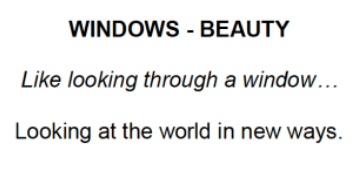 WINDOWS - BEAUTY
Like looking through a window…
Looking at the world in new ways.